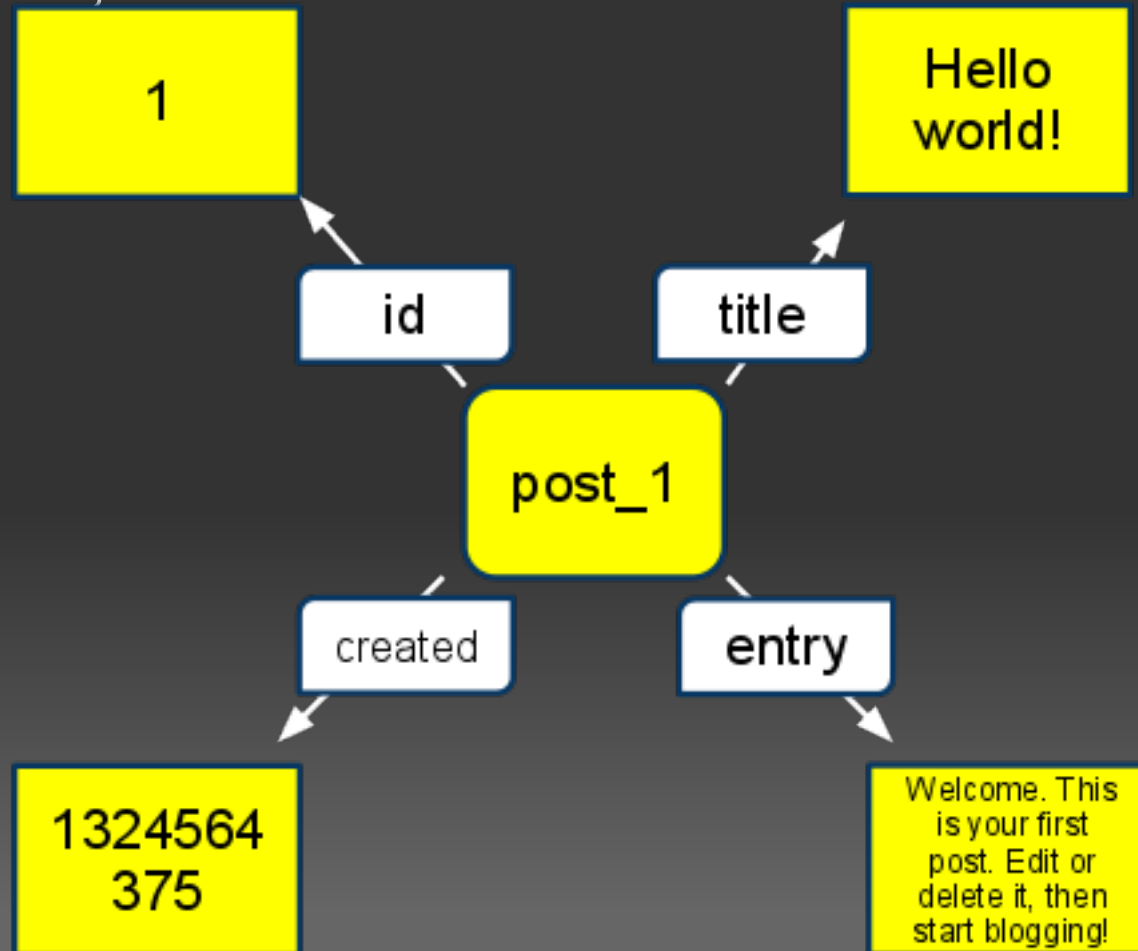 1
Hello
world!
id
title
post_1
created
entry
1324564
375
Welcome. This
is your first
post. Edit or
delete it, then
start blogging!